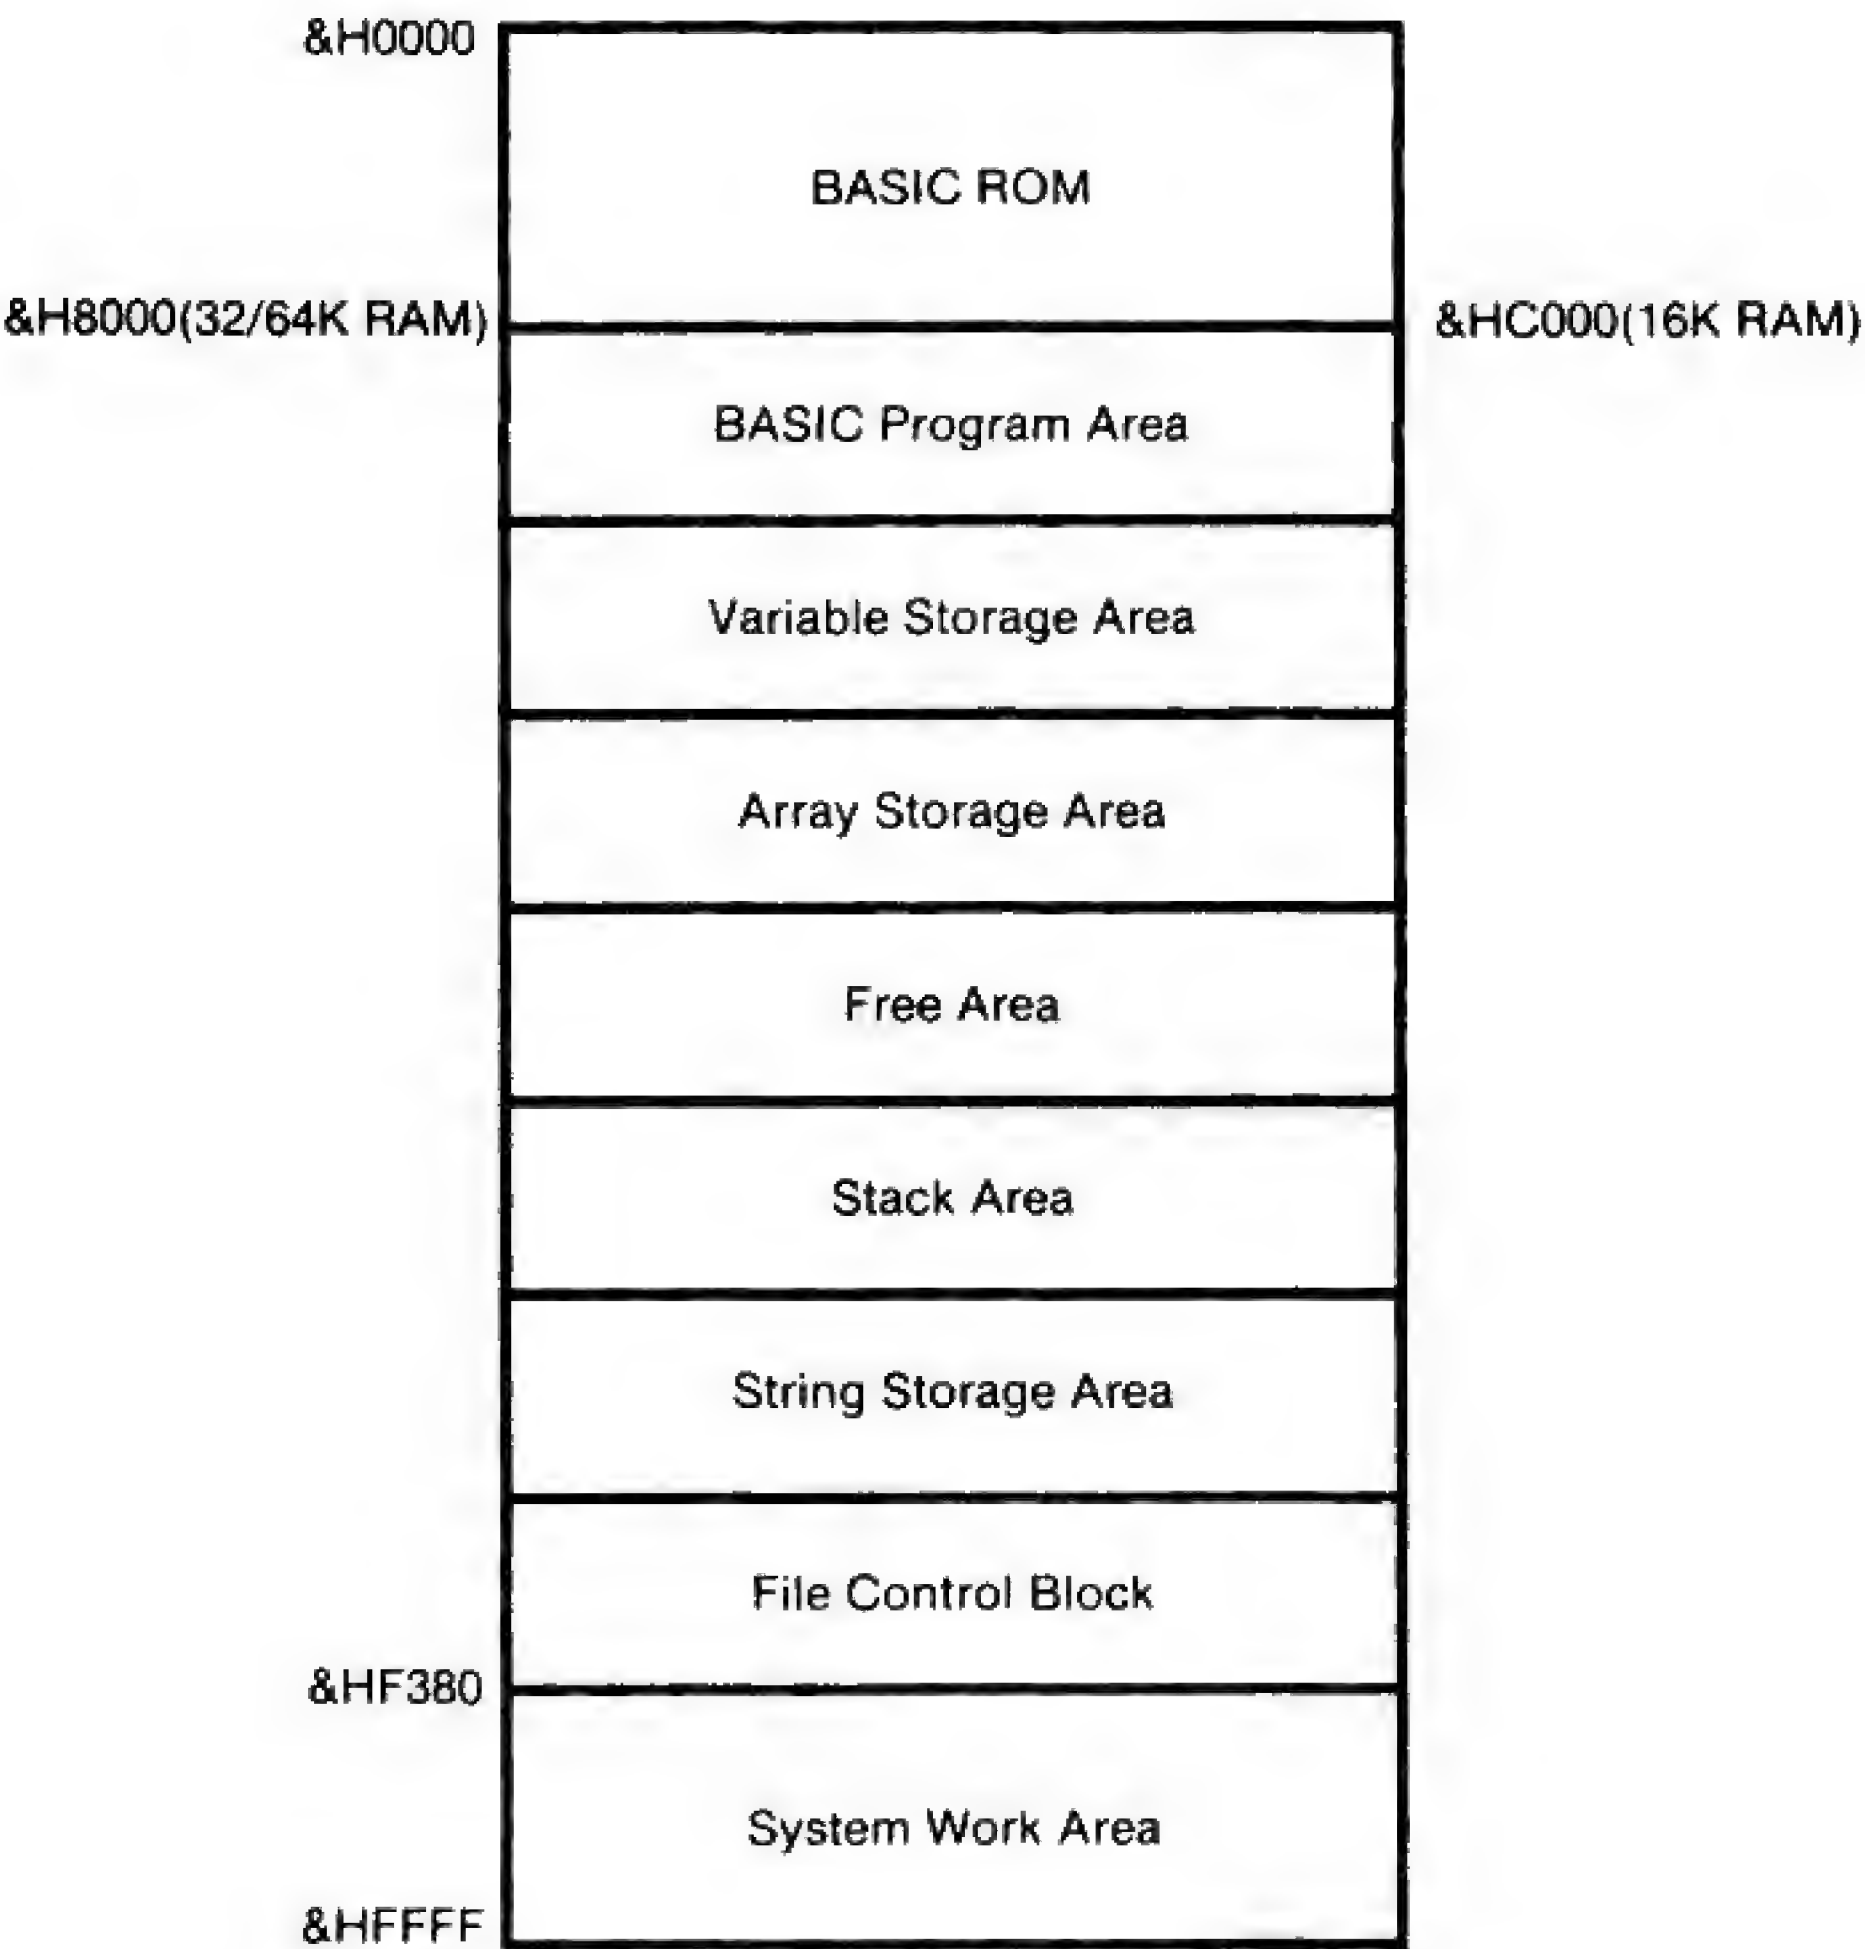 &H0000
BASIC ROM
&H8000(32/64K RAM)
&HC000(16K RAM)
BASIC Program Area
Variable Storage Area
Array Storage Area
Free Area
Stack Area
String Storage Area
File Control Block
&HF380
System Work Area
&HFFFF